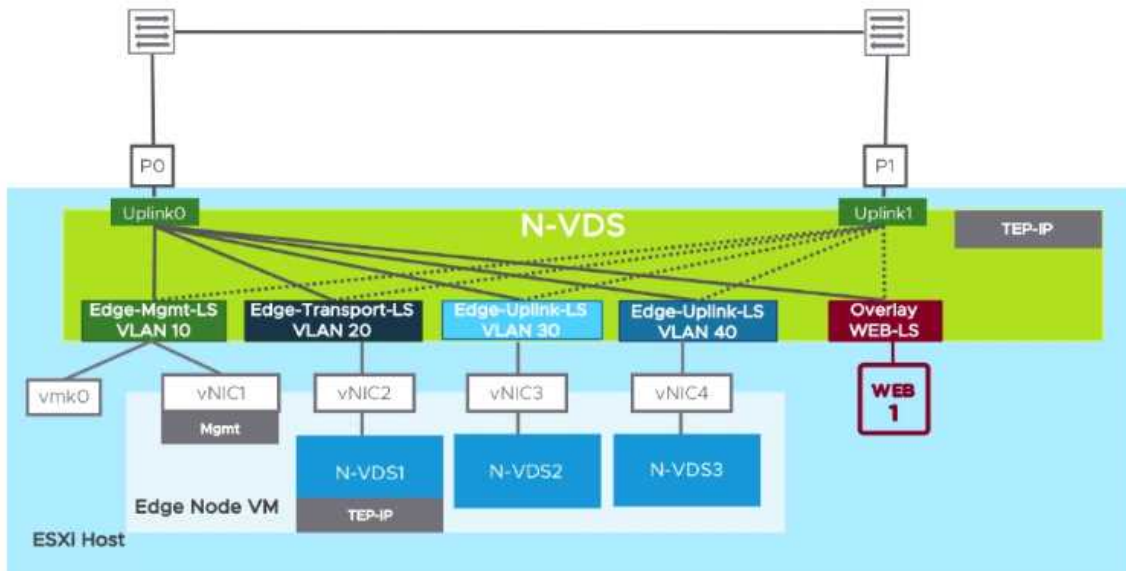 P0
P1
Uplink0
N-VDS
Uplink1
TEP-IP
Edge-Mgmt-LS
VLAN 10
Edge-Transport-LS
VLAN 20
Edge-Uplink-LS
VLAN 30
Edge-Uplink-LS
VLAN 40
Overlay
WEB-LS
vmk0
vNIC1
Mgmt
vNIC2
vNIC3
vNIC4
WEB
1
N-VDS1
TEP-IP
N-VDS2
N-VDS3
Edge Node VM
ESXI Host